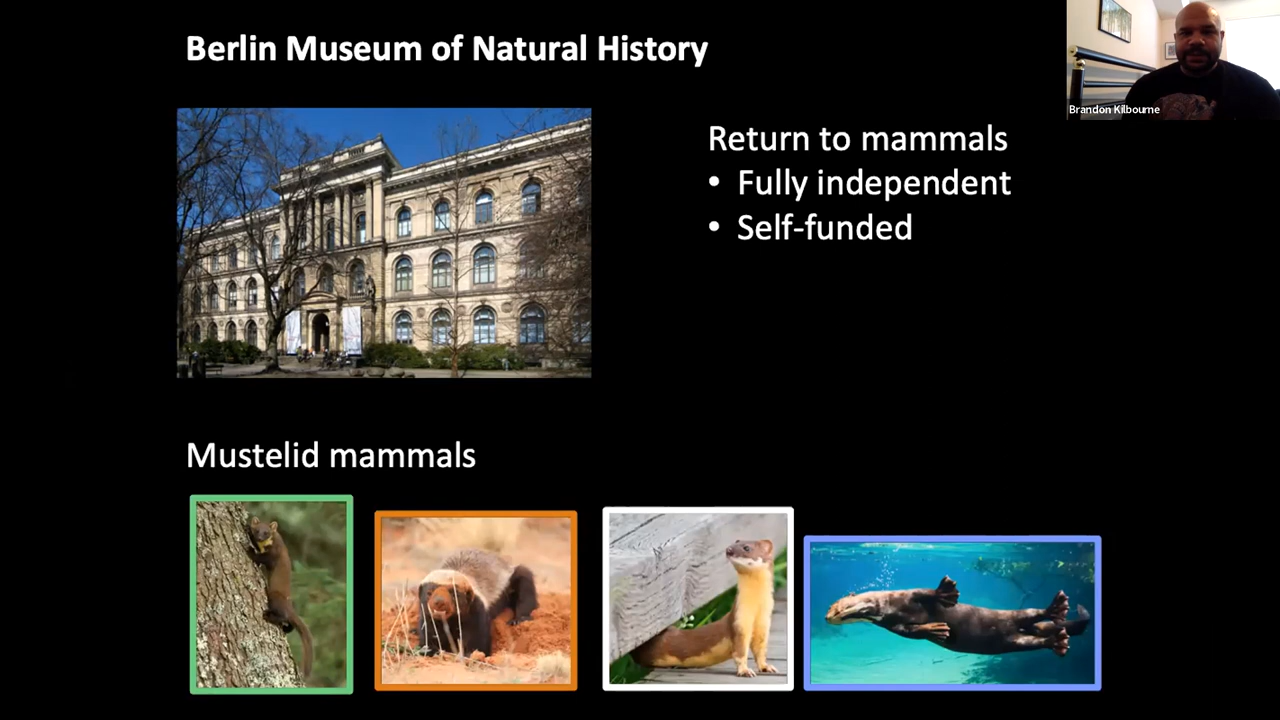 Berlin Museum of Natural History
Brandon Kilbourne
Return to mammals
• Fully independent
• Self-funded
Mustelid mammals